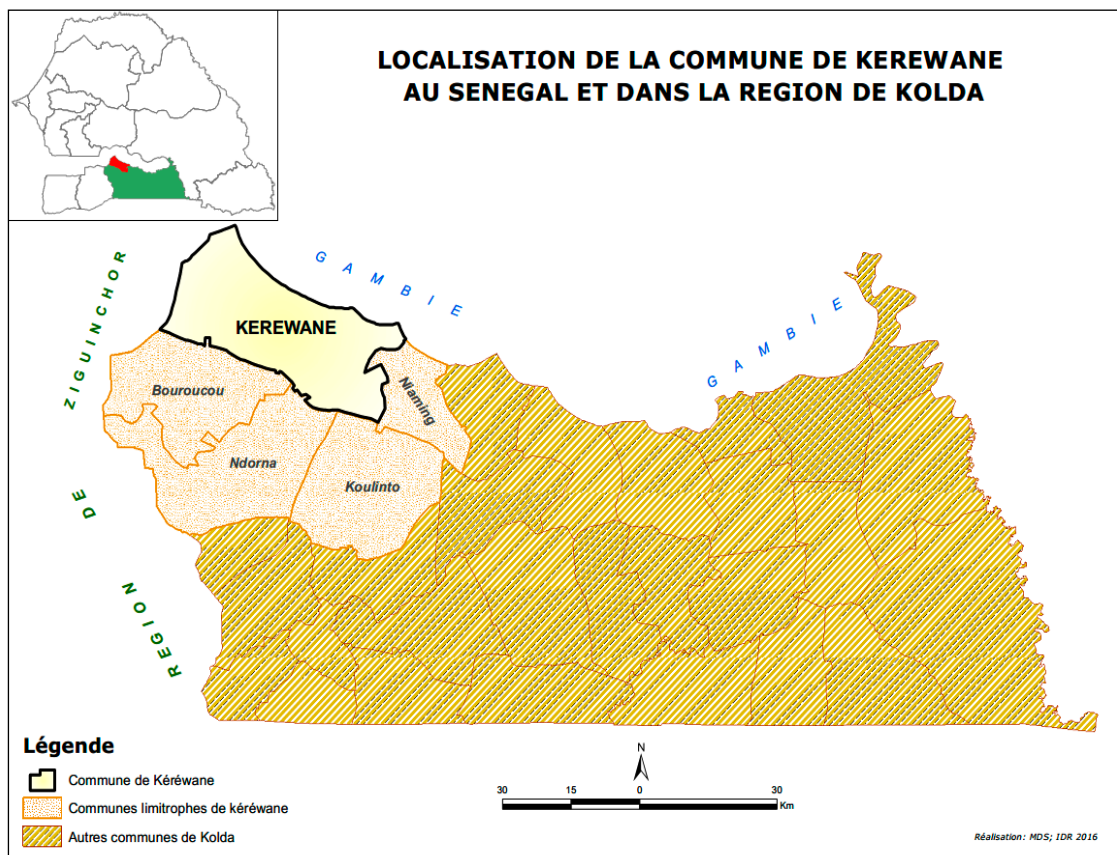 LOCALISATION DE LA COMMUNE DE KEREWANE
AU SENEGAL ET DANS LA REGION DE KOLDA
GAMBIE
GAMBIE
REGION DE ZIGUINCHOR
KEREWANE
Bouroucou
Niaming
Ndorna
Koulinto
Légende
Commune de Kéréwane
Communes limitrophes de kéréwane
Autres communes de Kolda
N
30 15 0 30
Km
Réalisation: MDS; IDR 2016